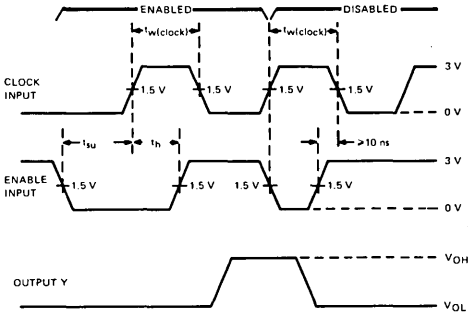 ENABLED DISABLED
tw(clock) tw(clock)
CLOCK INPUT
1.5 V 1.5 V 1.5 V 1.5 V
3 V
0 V
tsu th ≥10 ns
ENABLE INPUT
1.5 V 1.5 V 1.5 V 1.5 V
3 V
0 V
OUTPUT Y
VOH
VOL